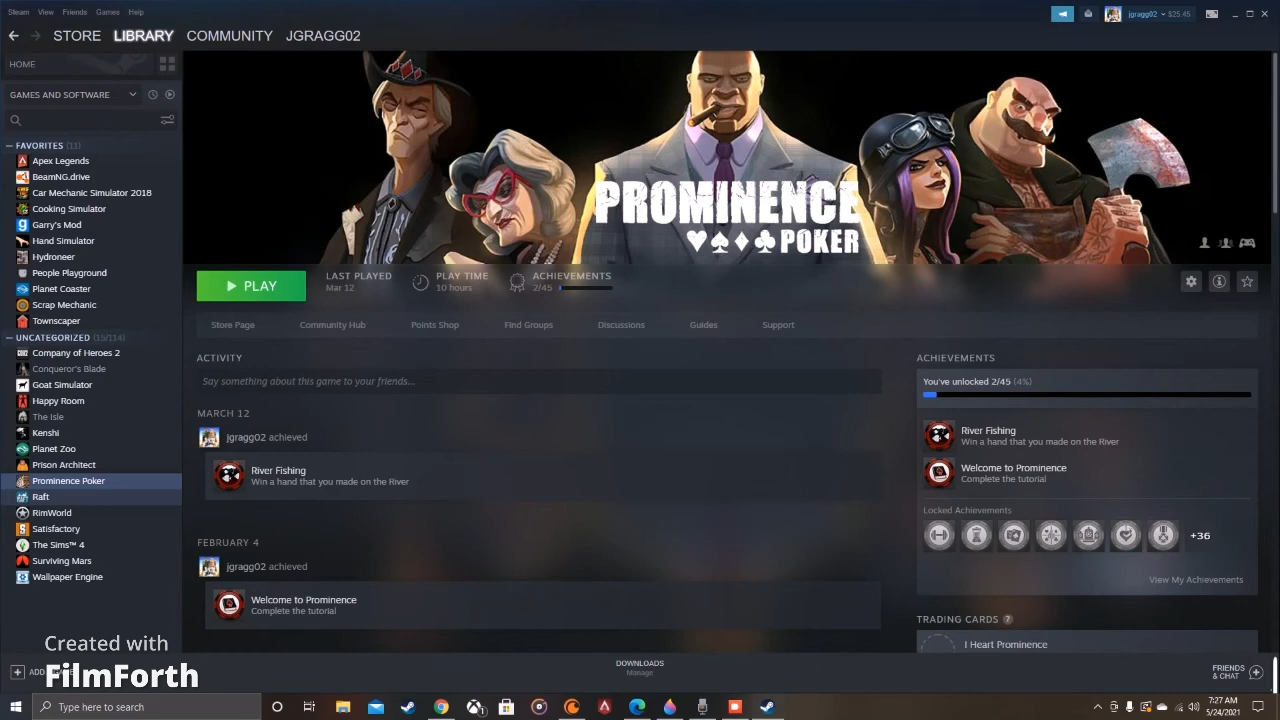 Steam View Friends Games Help
jgragg02 $25.45
STORE LIBRARY COMMUNITY JGRAGG02
HOME
GAMES AND SOFTWARE
FAVORITES (11)
Apex Legends
BeamNG.drive
Car Mechanic Simulator 2018
Cooking Simulator
Garry's Mod
Hand Simulator
Hydroneer
People Playground
Planet Coaster
Scrap Mechanic
Townscaper
UNCATEGORIZED (15/114)
Company of Heroes 2
Conqueror's Blade
Goat Simulator
Happy Room
The Isle
Kenshi
Planet Zoo
Prison Architect
Prominence Poker
Raft
RimWorld
Satisfactory
The Sims™ 4
Surviving Mars
Wallpaper Engine
PROMINENCE
POKER
PLAY
LAST PLAYED
Mar 12
PLAY TIME
10 hours
ACHIEVEMENTS
2/45
Store Page Community Hub Points Shop Find Groups Discussions Guides Support
ACTIVITY
Say something about this game to your friends...
MARCH 12
jgragg02 achieved
River Fishing
Win a hand that you made on the River
FEBRUARY 4
jgragg02 achieved
Welcome to Prominence
Complete the tutorial
ACHIEVEMENTS
You've unlocked 2/45 (4%)
River Fishing
Win a hand that you made on the River
Welcome to Prominence
Complete the tutorial
Locked Achievements
+36
View My Achievements
TRADING CARDS ?
I Heart Prominence
Created with
FilmForth
DOWNLOADS
Manage
FRIENDS
& CHAT
Type here to search
7:27 AM
5/24/2021